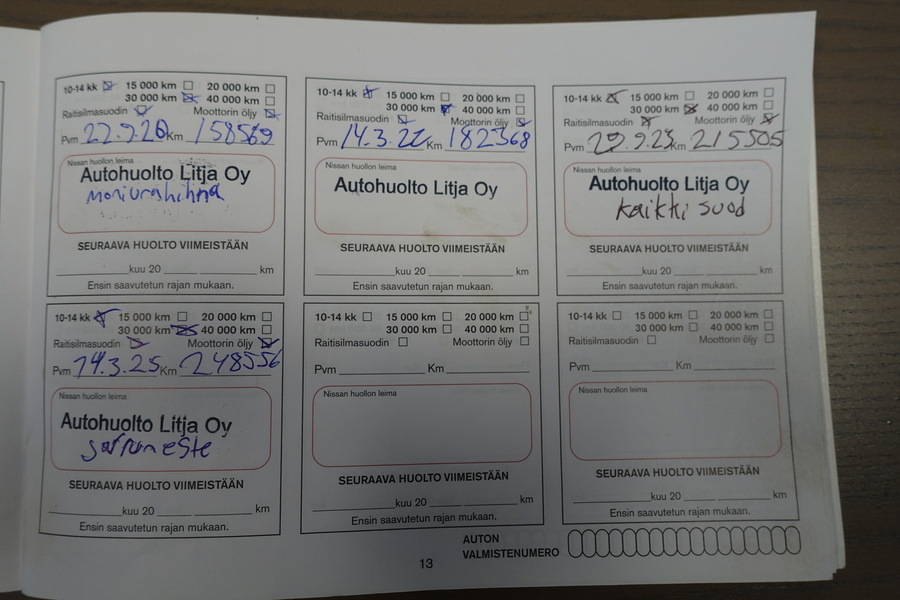 10-14 kk ☒ 15 000 km ☐ 20 000 km ☐
30 000 km ☒ 40 000 km ☐
Raitisilmasuodin ☒ Moottorin öljy ☒
Pvm 22.9.20 Km 158569
Nissan huollon leima
Autohuolto Litja Oy
moniurahihna
SEURAAVA HUOLTO VIIMEISTÄÄN
kuu 20 km
Ensin saavutetun rajan mukaan.
10-14 kk ☒ 15 000 km ☐ 20 000 km ☐
30 000 km ☒ 40 000 km ☐
Raitisilmasuodin ☒ Moottorin öljy ☒
Pvm 14.3.22 Km 182368
Nissan huollon leima
Autohuolto Litja Oy
SEURAAVA HUOLTO VIIMEISTÄÄN
kuu 20 km
Ensin saavutetun rajan mukaan.
10-14 kk ☒ 15 000 km ☐ 20 000 km ☐
30 000 km ☒ 40 000 km ☐
Raitisilmasuodin ☒ Moottorin öljy ☒
Pvm Km 215505
Nissan huollon leima
Autohuolto Litja Oy
kaikki suod
SEURAAVA HUOLTO VIIMEISTÄÄN
kuu 20 km
Ensin saavutetun rajan mukaan.
10-14 kk ☒ 15 000 km ☐ 20 000 km ☐
30 000 km ☒ 40 000 km ☐
Raitisilmasuodin ☒ Moottorin öljy ☒
Pvm 14.3.25 Km 248556
Nissan huollon leima
Autohuolto Litja Oy
jarruneste
SEURAAVA HUOLTO VIIMEISTÄÄN
kuu 20 km
Ensin saavutetun rajan mukaan.
10-14 kk ☐ 15 000 km ☐ 20 000 km ☐
30 000 km ☐ 40 000 km ☐
Raitisilmasuodin ☐ Moottorin öljy ☐
Pvm Km
Nissan huollon leima
SEURAAVA HUOLTO VIIMEISTÄÄN
kuu 20 km
Ensin saavutetun rajan mukaan.
10-14 kk ☐ 15 000 km ☐ 20 000 km ☐
30 000 km ☐ 40 000 km ☐
Raitisilmasuodin ☐ Moottorin öljy ☐
Pvm Km
Nissan huollon leima
SEURAAVA HUOLTO VIIMEISTÄÄN
kuu 20 km
Ensin saavutetun rajan mukaan.
AUTON
VALMISTENUMERO
13